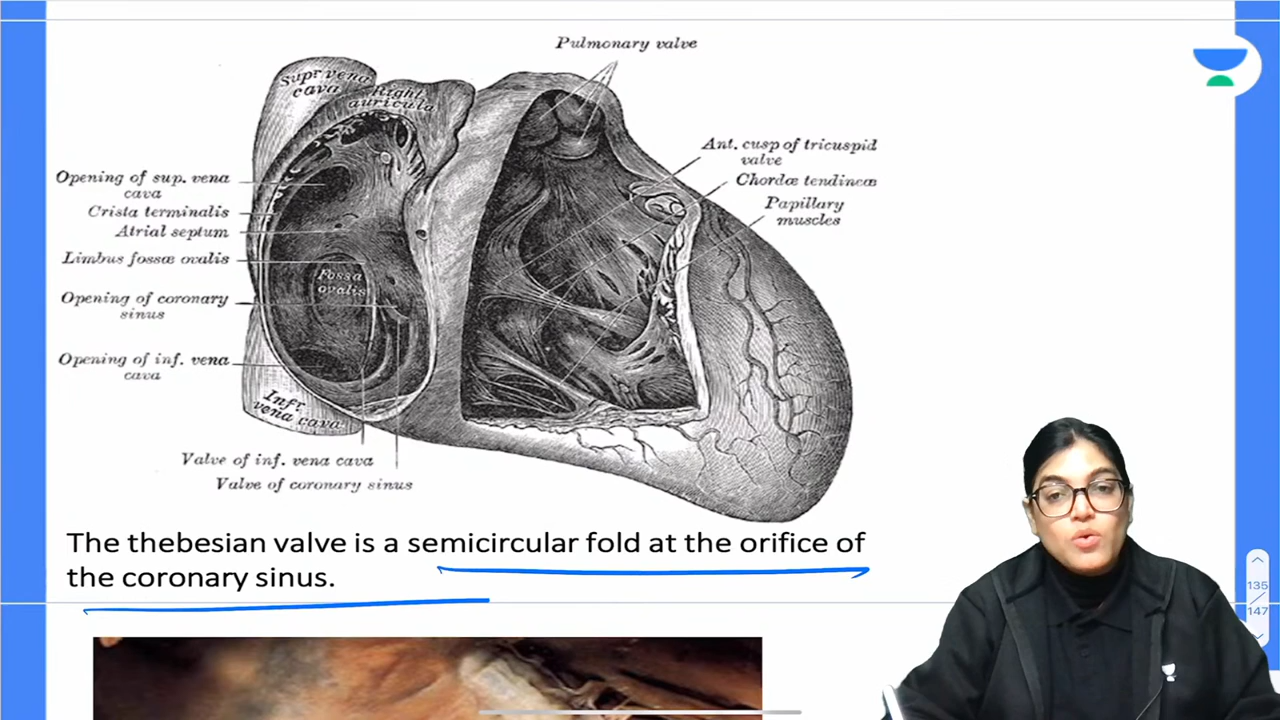 Pulmonary valve
Supr vena
cava
Right
auricula
Ant. cusp of tricuspid
valve
Chordæ tendineæ
Papillary
muscles
Opening of sup. vena
cava
Crista terminalis
Atrial septum
Limbus fossæ ovalis
Fossa
ovalis
Opening of coronary
sinus
Opening of inf. vena
cava
Infr
vena cava
Valve of inf. vena cava
Valve of coronary sinus
The thebesian valve is a semicircular fold at the orifice of
the coronary sinus.
135
147